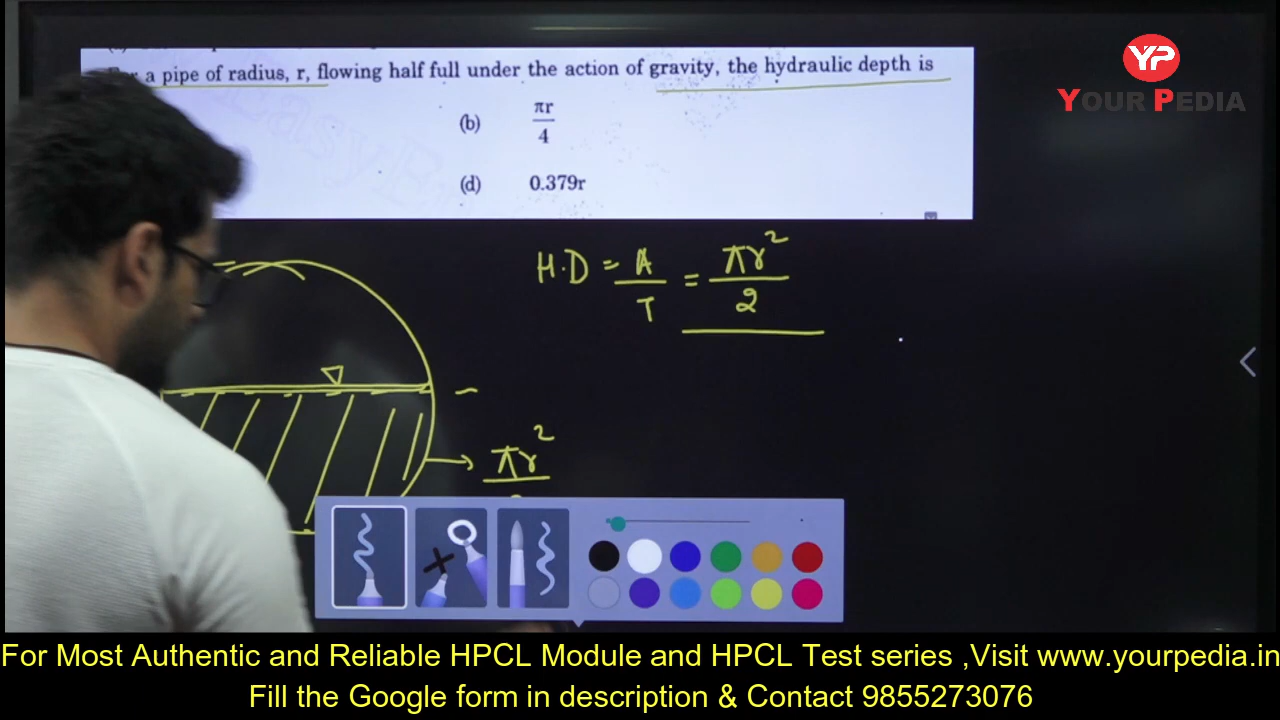 YP
YOUR PEDIA
a pipe of radius, r, flowing half full under the action of gravity, the hydraulic depth is
(b) πr/4
(d) 0.379r
H.D = A/T = πr²/2
πr²
For Most Authentic and Reliable HPCL Module and HPCL Test series ,Visit www.yourpedia.in
Fill the Google form in description & Contact 9855273076